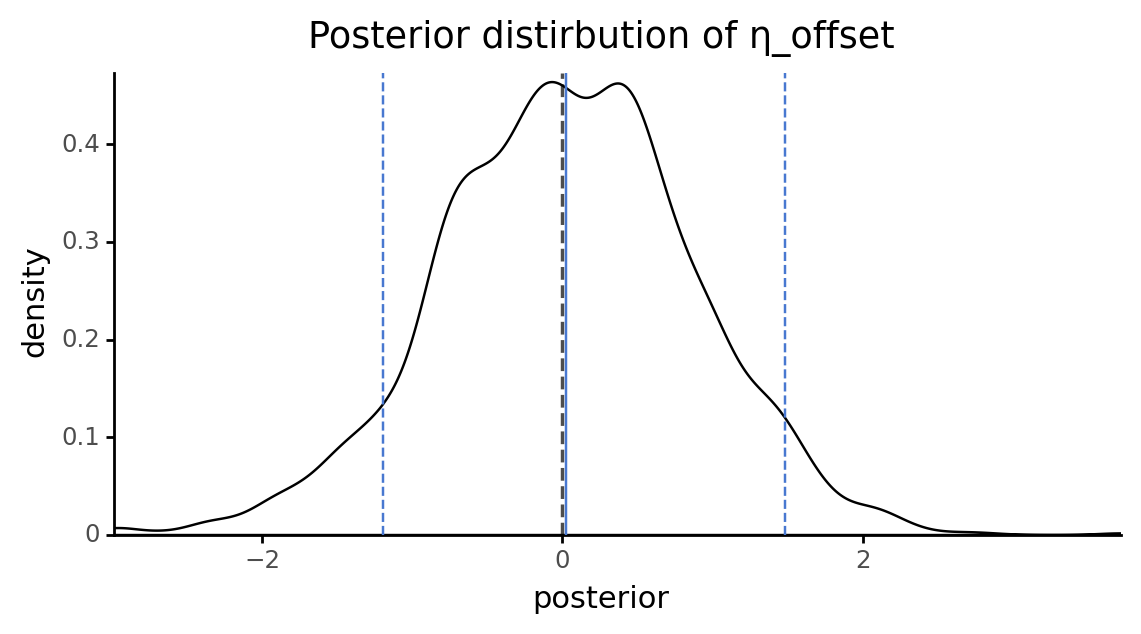 Posterior distirbution of η_offset
density
0.4
0.3
0.2
0.1
0
−2
0
2
posterior